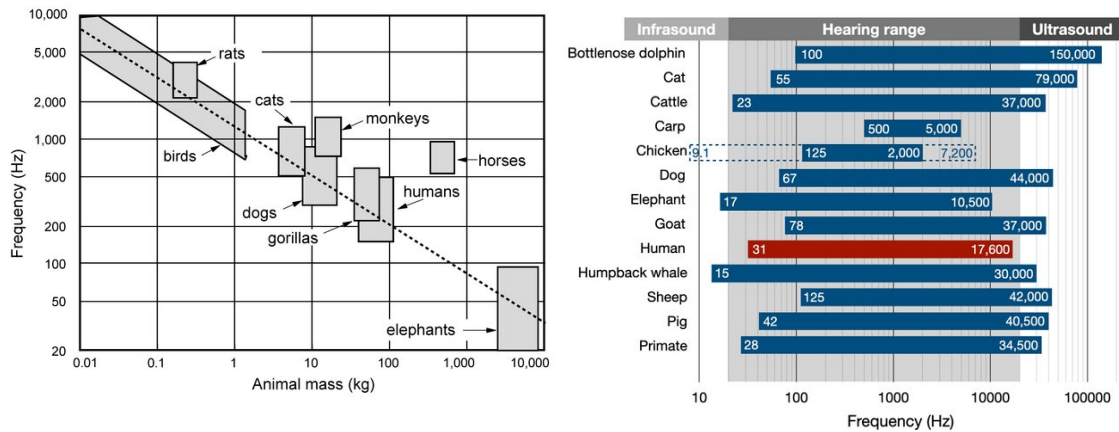 10,000
5,000
2,000
1,000
500
200
100
50
20
Frequency (Hz)
rats
cats
monkeys
birds
horses
humans
dogs
gorillas
elephants
0.01 0.1 1 10 100 1,000 10,000
Animal mass (kg)
Infrasound Hearing range Ultrasound
Bottlenose dolphin 100 150,000
Cat 55 79,000
Cattle 23 37,000
Carp 500 5,000
Chicken 9.1 125 2,000 7,200
Dog 67 44,000
Elephant 17 10,500
Goat 78 37,000
Human 31 17,600
Humpback whale 15 30,000
Sheep 125 42,000
Pig 42 40,500
Primate 28 34,500
10 100 1000 10000 100000
Frequency (Hz)